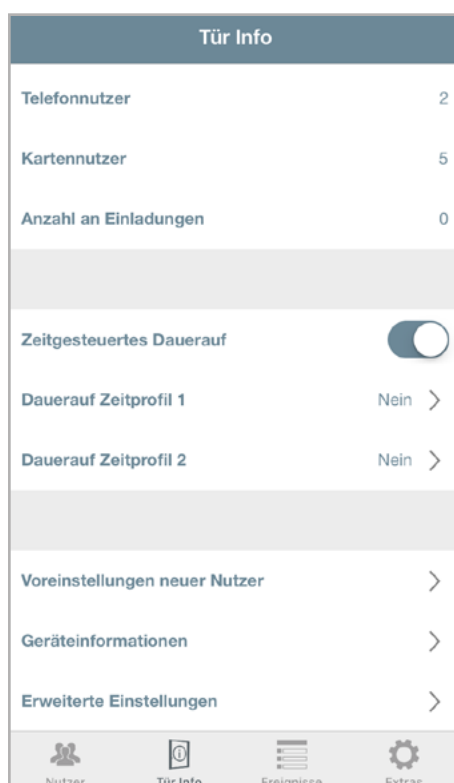 Tür Info
Telefonnutzer 2
Kartennutzer 5
Anzahl an Einladungen 0
Zeitgesteuertes Dauerauf
Dauerauf Zeitprofil 1 Nein
Dauerauf Zeitprofil 2 Nein
Voreinstellungen neuer Nutzer
Geräteinformationen
Erweiterte Einstellungen
Nutzer Tür Info Ereignisse Extras